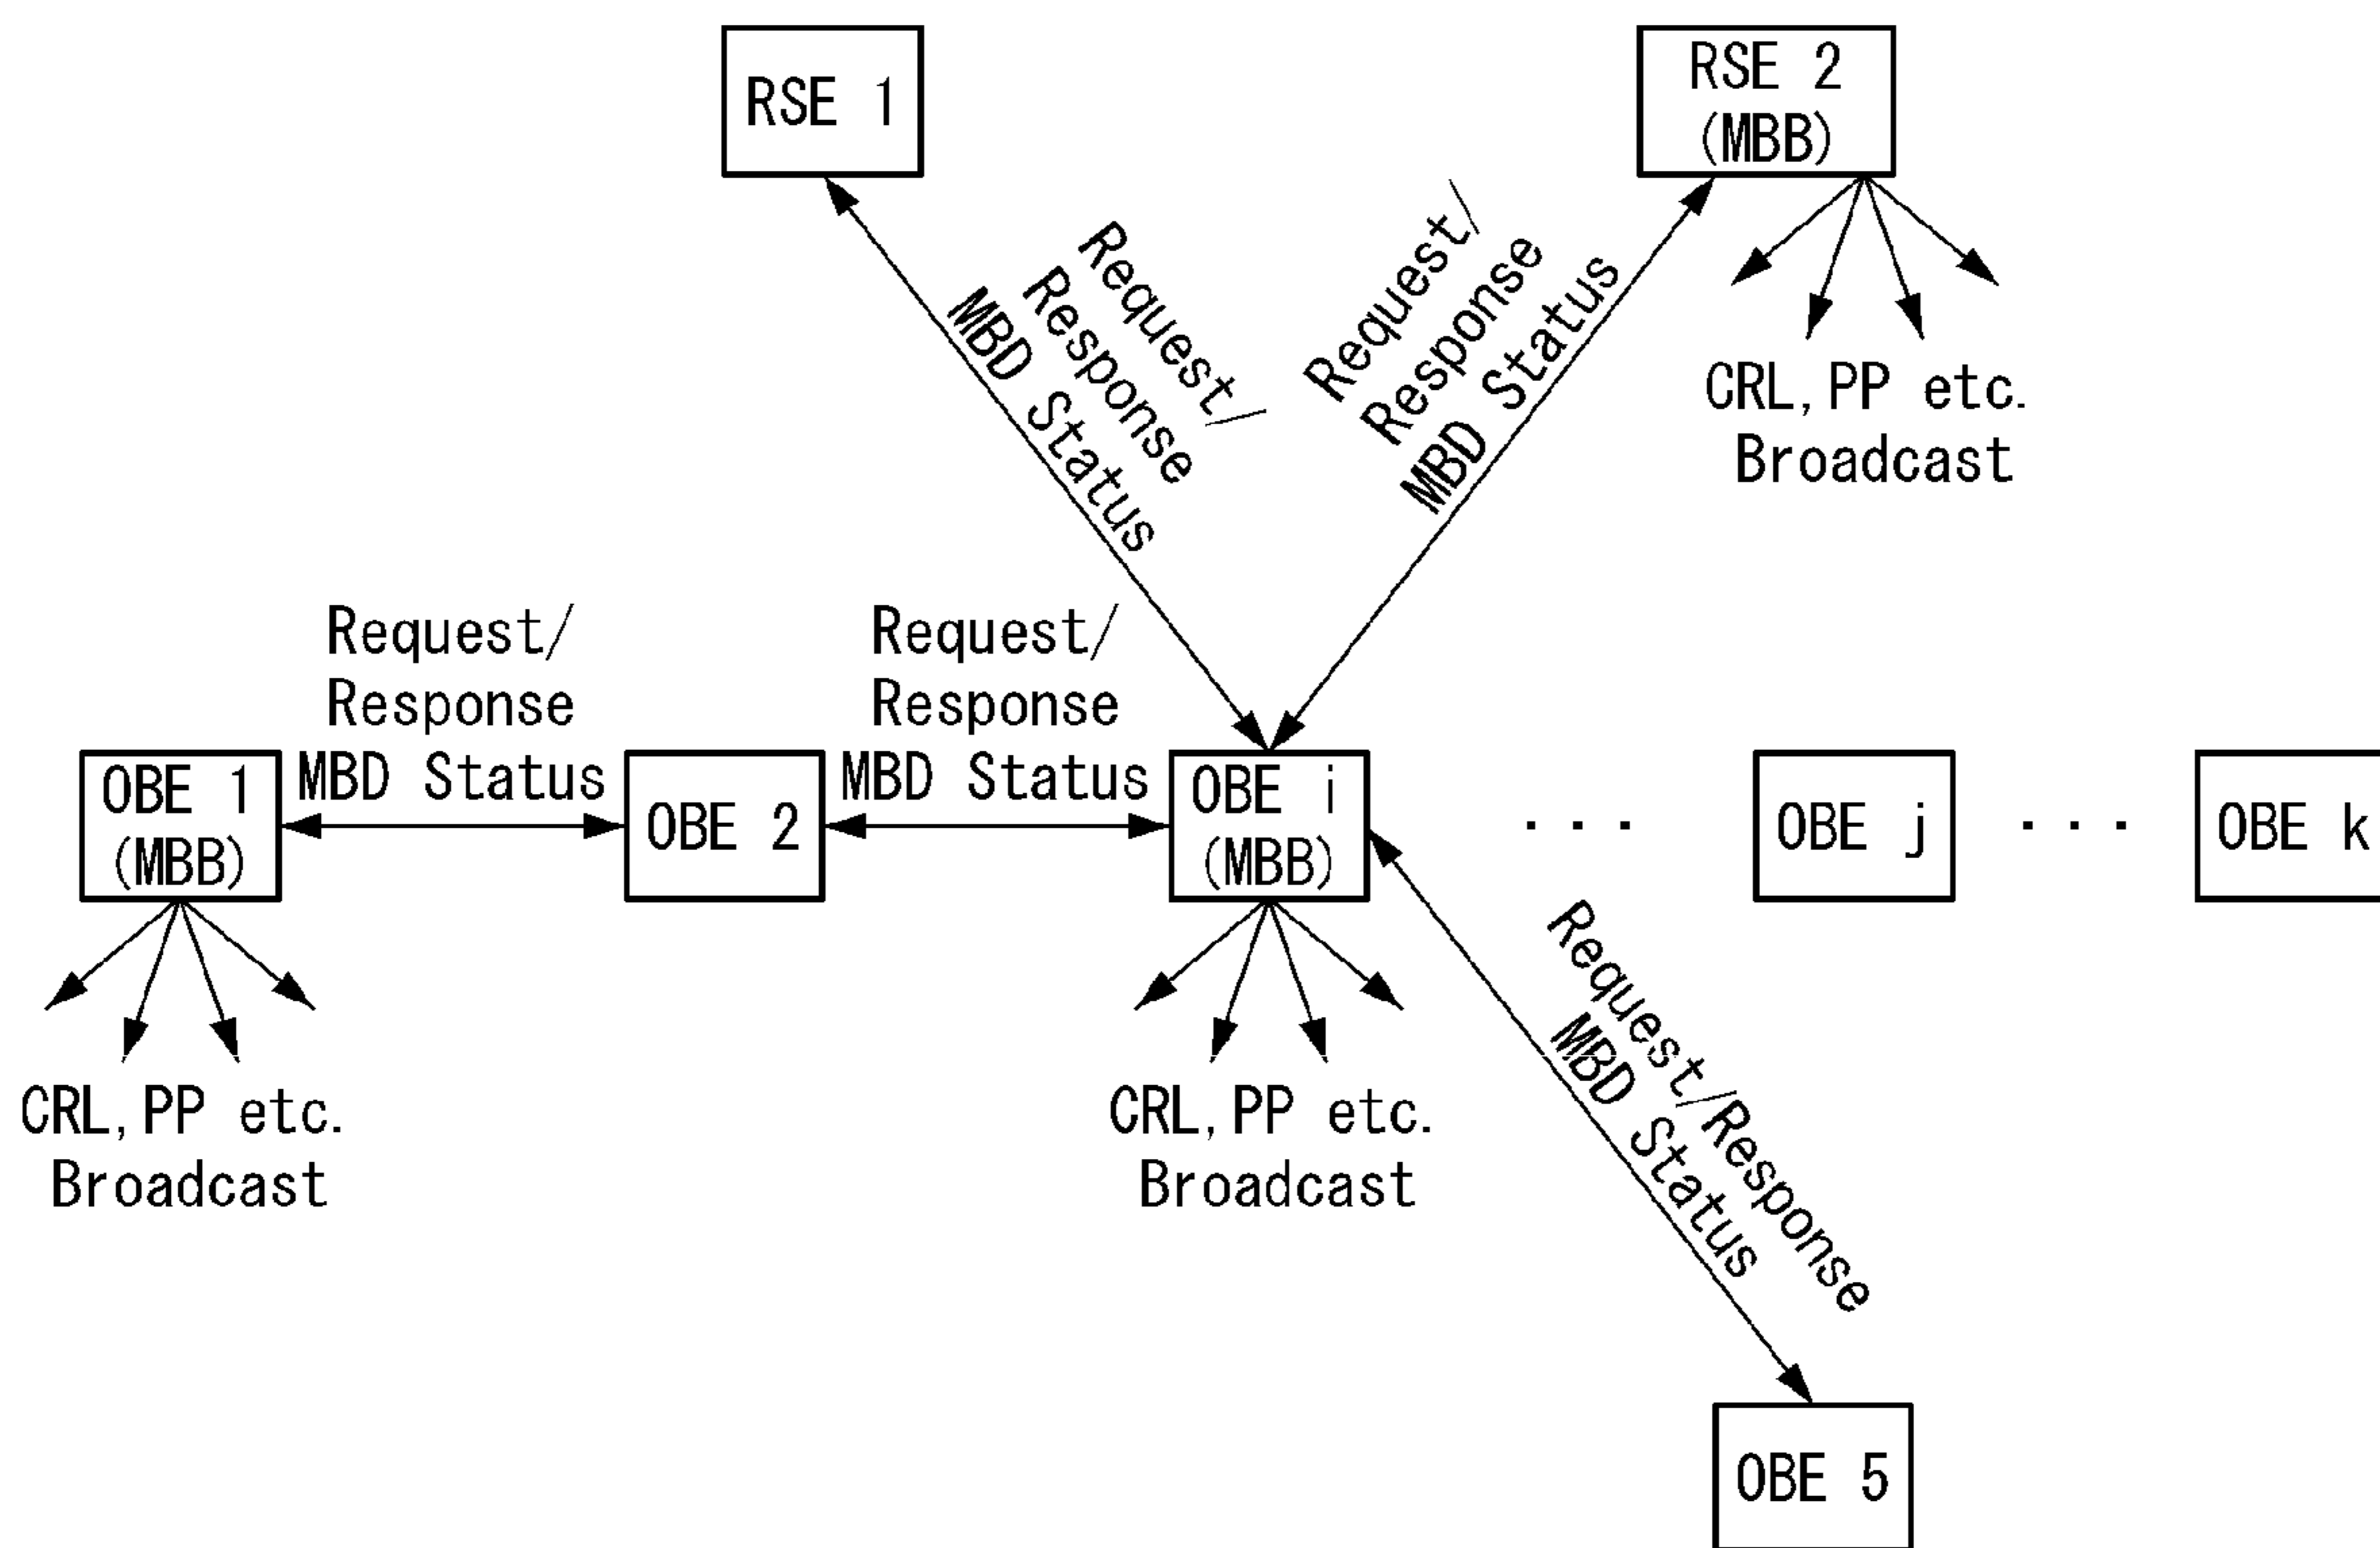 RSE 1
RSE 2
(MBB)
Request/
Response
MBD Status
Request/
Response
MBD Status
CRL, PP etc.
Broadcast
Request/
Response
MBD Status
Request/
Response
MBD Status
OBE 1
(MBB)
OBE 2
OBE i
(MBB)
...
OBE j
...
OBE k
CRL, PP etc.
Broadcast
CRL, PP etc.
Broadcast
Request/Response
MBD Status
OBE 5